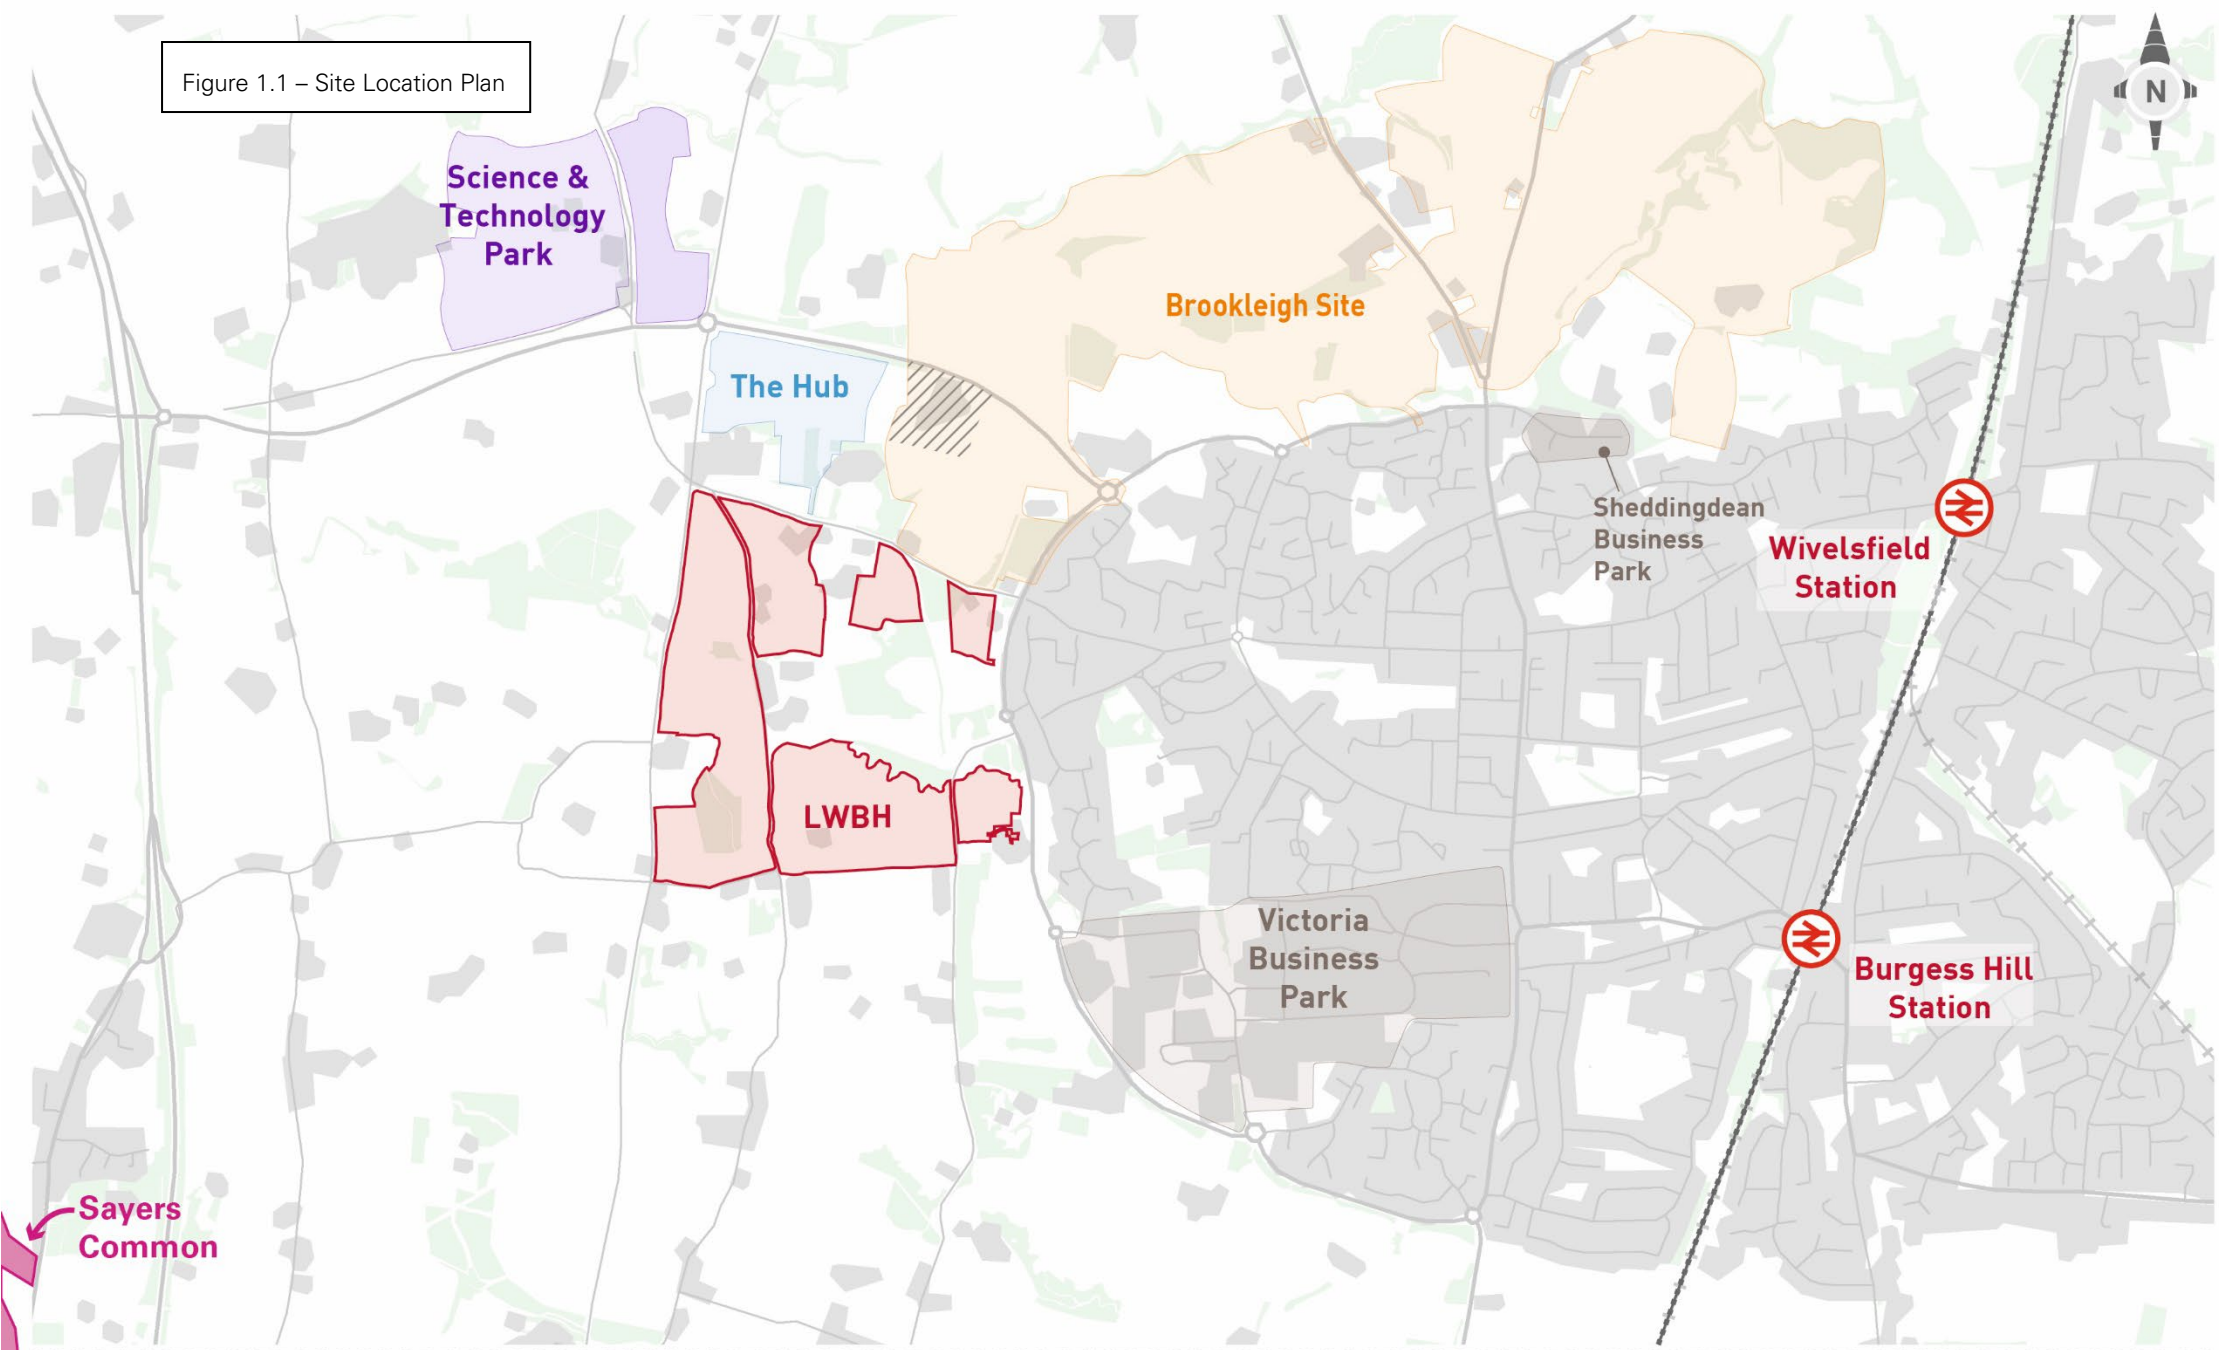 Figure 1.1 – Site Location Plan
N
Science &
Technology
Park
Brookleigh Site
The Hub
Sheddingdean
Business
Park
Wivelsfield
Station
LWBH
Victoria
Business
Park
Burgess Hill
Station
Sayers
Common